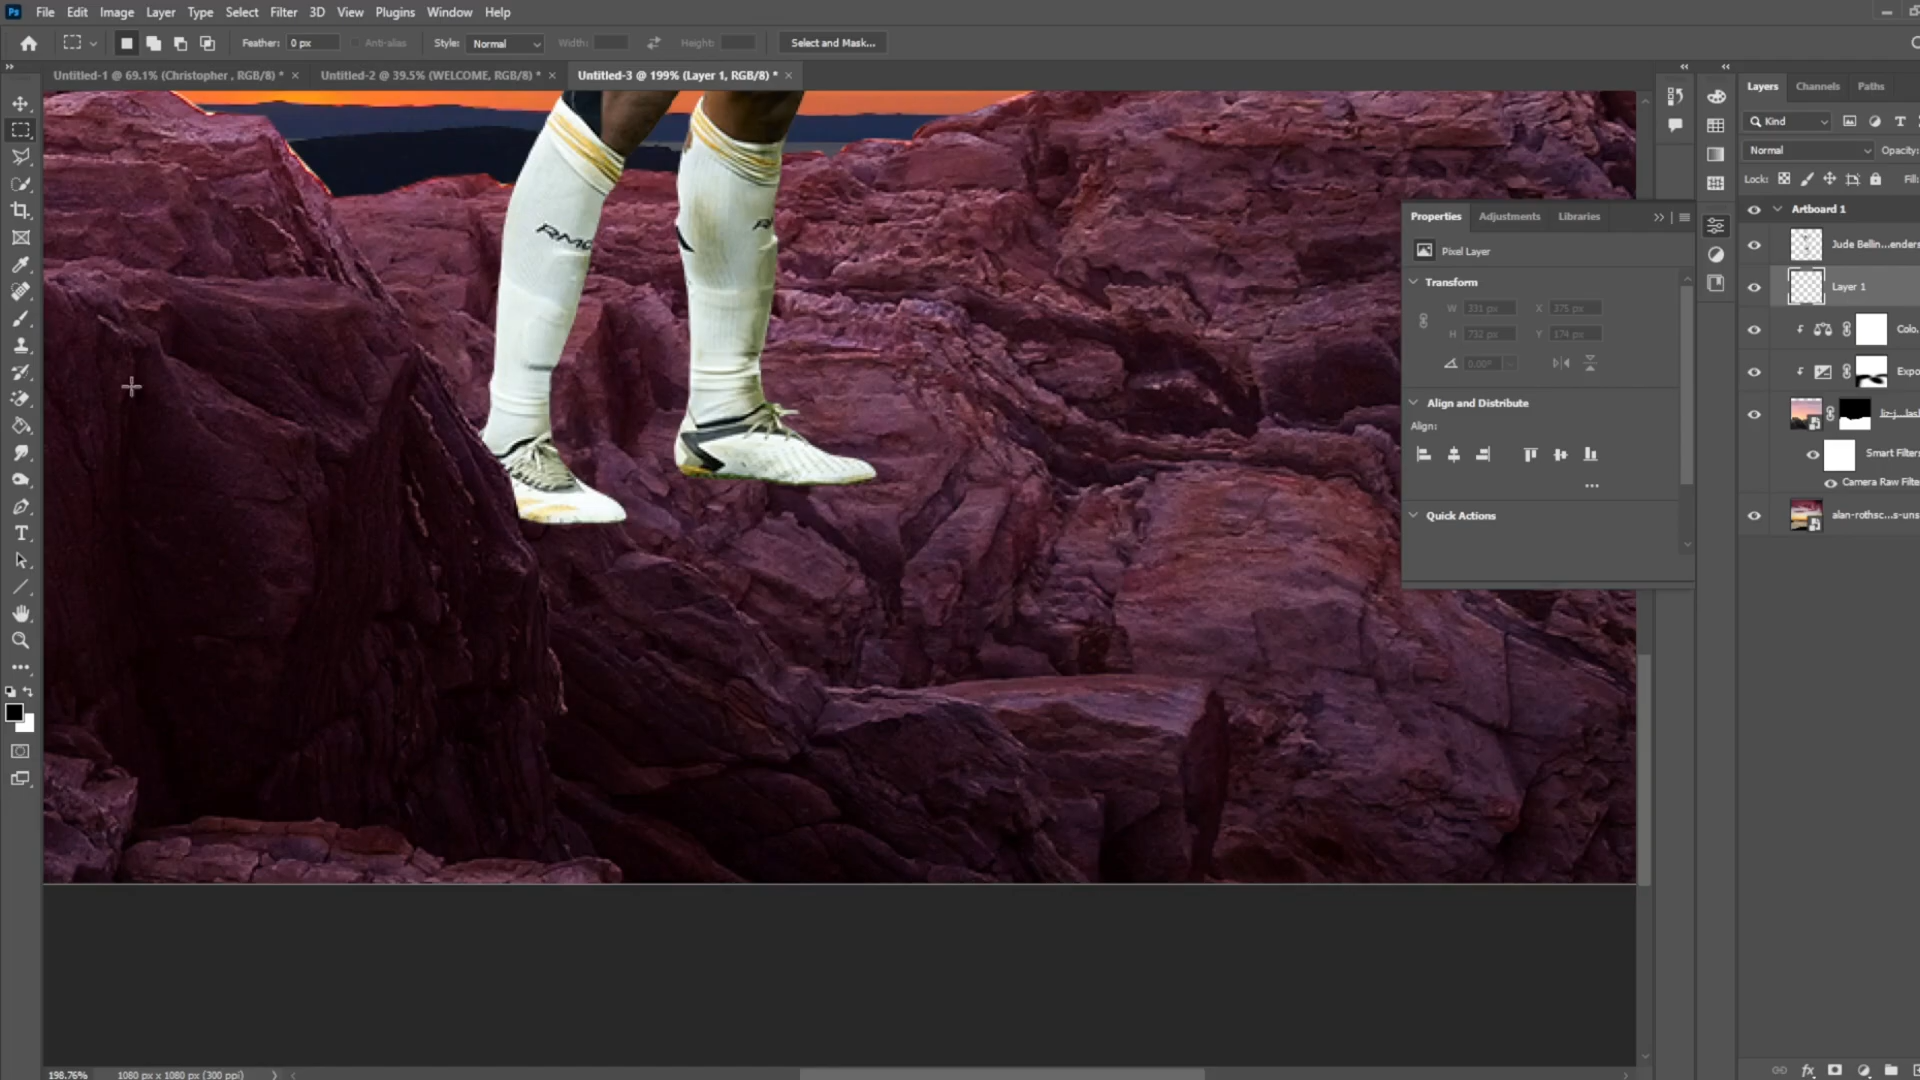 Ps File Edit Image Layer Type Select Filter 3D View Plugins Window Help
Feather: 0 px Anti-alias Style: Normal Width: Height: Select and Mask...
Untitled-1 @ 69.1% (Christopher , RGB/8) * × Untitled-2 @ 39.5% (WELCOME, RGB/8) * × Untitled-3 @ 199% (Layer 1, RGB/8) * ×
Layers Channels Paths
Kind
Normal Opacity:
Lock: Fill:
Artboard 1
Jude Bellin...enders
Layer 1
Colo.
Expo
Smart Filters
Camera Raw Filte
alan-rothsc...s-uns
Properties Adjustments Libraries
Pixel Layer
Transform
W 331 px X 375 px
H 732 px Y 174 px
0.00°
Align and Distribute
Align:
Quick Actions
198.76% 1080 px x 1080 px (300 ppi)